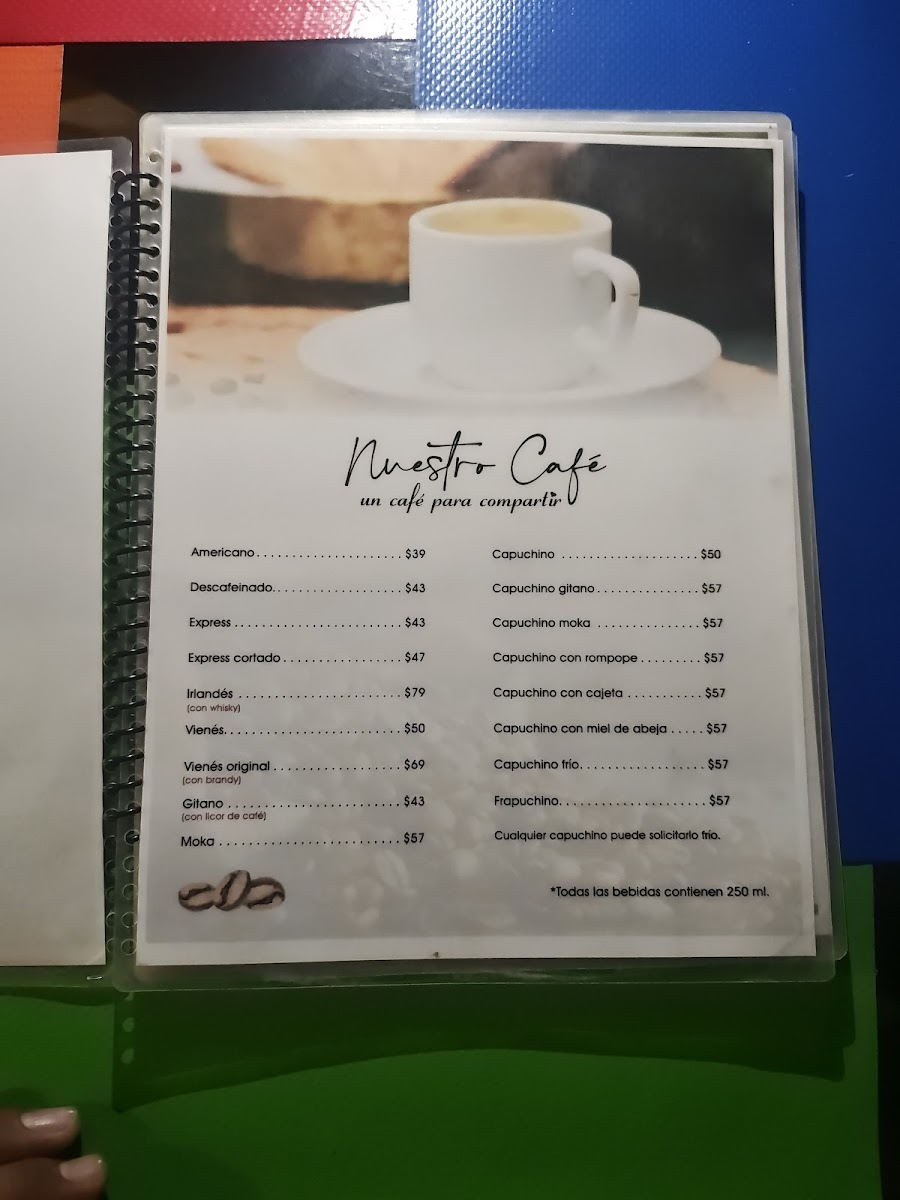 Nuestro Café
un café para compartir
Americano . . . . . . . . . . . . . . . . . . . . . $39
Descafeinado. . . . . . . . . . . . . . . . . . . $43
Express . . . . . . . . . . . . . . . . . . . . . . . . $43
Express cortado . . . . . . . . . . . . . . . . . $47
Irlandés . . . . . . . . . . . . . . . . . . . . . . . $79
(con whisky)
Vienés. . . . . . . . . . . . . . . . . . . . . . . . . $50
Vienés original . . . . . . . . . . . . . . . . . . $69
(con brandy)
Gitano . . . . . . . . . . . . . . . . . . . . . . . . $43
(con licor de café)
Moka . . . . . . . . . . . . . . . . . . . . . . . . . $57
Capuchino . . . . . . . . . . . . . . . . . . . . $50
Capuchino gitano . . . . . . . . . . . . . . . $57
Capuchino moka . . . . . . . . . . . . . . . $57
Capuchino con rompope . . . . . . . . . $57
Capuchino con cajeta . . . . . . . . . . . $57
Capuchino con miel de abeja . . . . . $57
Capuchino frío. . . . . . . . . . . . . . . . . . $57
Frapuchino. . . . . . . . . . . . . . . . . . . . . $57
Cualquier capuchino puede solicitarlo frío.
*Todas las bebidas contienen 250 ml.